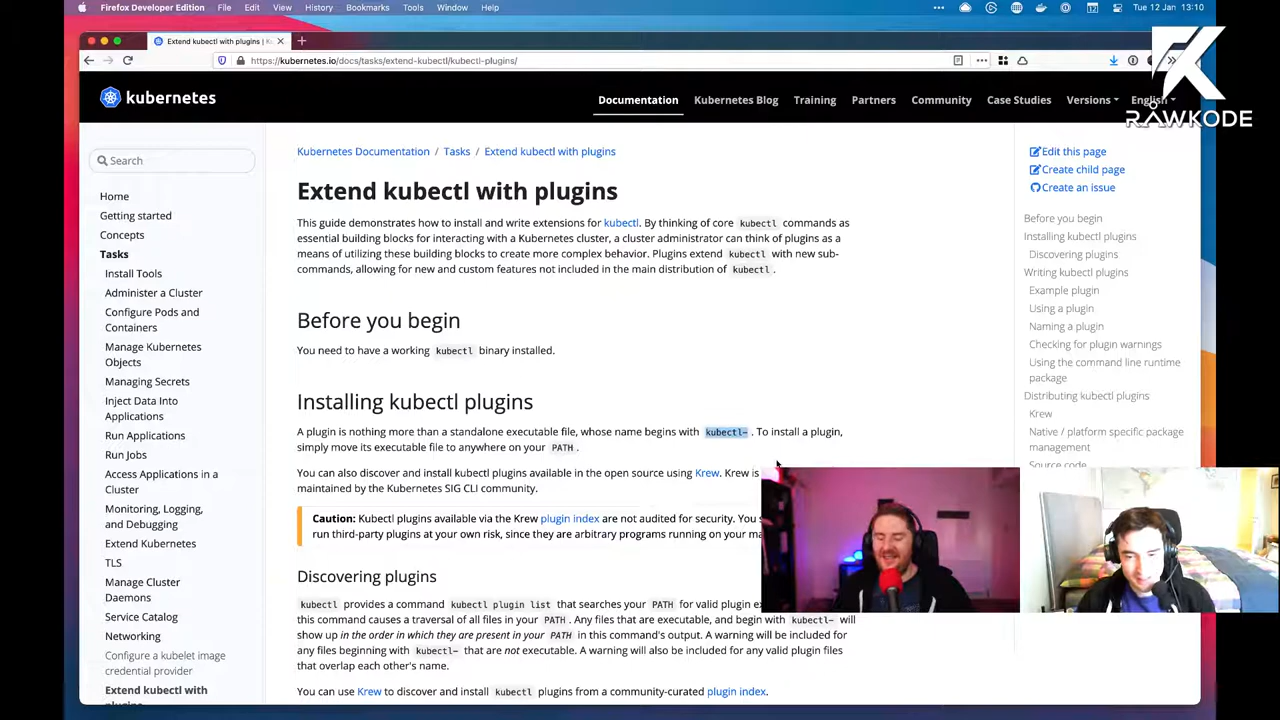 Firefox Developer Edition File Edit View History Bookmarks Tools Window Help
Tue 12 Jan 13:10
Extend kubectl with plugins | Ku
https://kubernetes.io/docs/tasks/extend-kubectl/kubectl-plugins/
RAWKODE
kubernetes
Documentation Kubernetes Blog Training Partners Community Case Studies Versions English
Search
Home
Getting started
Concepts
Tasks
Install Tools
Administer a Cluster
Configure Pods and
Containers
Manage Kubernetes
Objects
Managing Secrets
Inject Data Into
Applications
Run Applications
Run Jobs
Access Applications in a
Cluster
Monitoring, Logging,
and Debugging
Extend Kubernetes
TLS
Manage Cluster
Daemons
Service Catalog
Networking
Configure a kubelet image
credential provider
Extend kubectl with
plugins
Kubernetes Documentation / Tasks / Extend kubectl with plugins
Extend kubectl with plugins
This guide demonstrates how to install and write extensions for kubectl. By thinking of core kubectl commands as
essential building blocks for interacting with a Kubernetes cluster, a cluster administrator can think of plugins as a
means of utilizing these building blocks to create more complex behavior. Plugins extend kubectl with new sub-
commands, allowing for new and custom features not included in the main distribution of kubectl.
Before you begin
You need to have a working kubectl binary installed.
Installing kubectl plugins
A plugin is nothing more than a standalone executable file, whose name begins with kubectl-. To install a plugin,
simply move its executable file to anywhere on your PATH.
You can also discover and install kubectl plugins available in the open source using Krew. Krew is
maintained by the Kubernetes SIG CLI community.
Caution: Kubectl plugins available via the Krew plugin index are not audited for security. You s
run third-party plugins at your own risk, since they are arbitrary programs running on your ma
Discovering plugins
kubectl provides a command kubectl plugin list that searches your PATH for valid plugin ex
this command causes a traversal of all files in your PATH. Any files that are executable, and begin with kubectl- will
show up in the order in which they are present in your PATH in this command's output. A warning will be included for
any files beginning with kubectl- that are not executable. A warning will also be included for any valid plugin files
that overlap each other's name.
You can use Krew to discover and install kubectl plugins from a community-curated plugin index.
Edit this page
Create child page
Create an issue
Before you begin
Installing kubectl plugins
Discovering plugins
Writing kubectl plugins
Example plugin
Using a plugin
Naming a plugin
Checking for plugin warnings
Using the command line runtime
package
Distributing kubectl plugins
Krew
Native / platform specific package
management
Source code